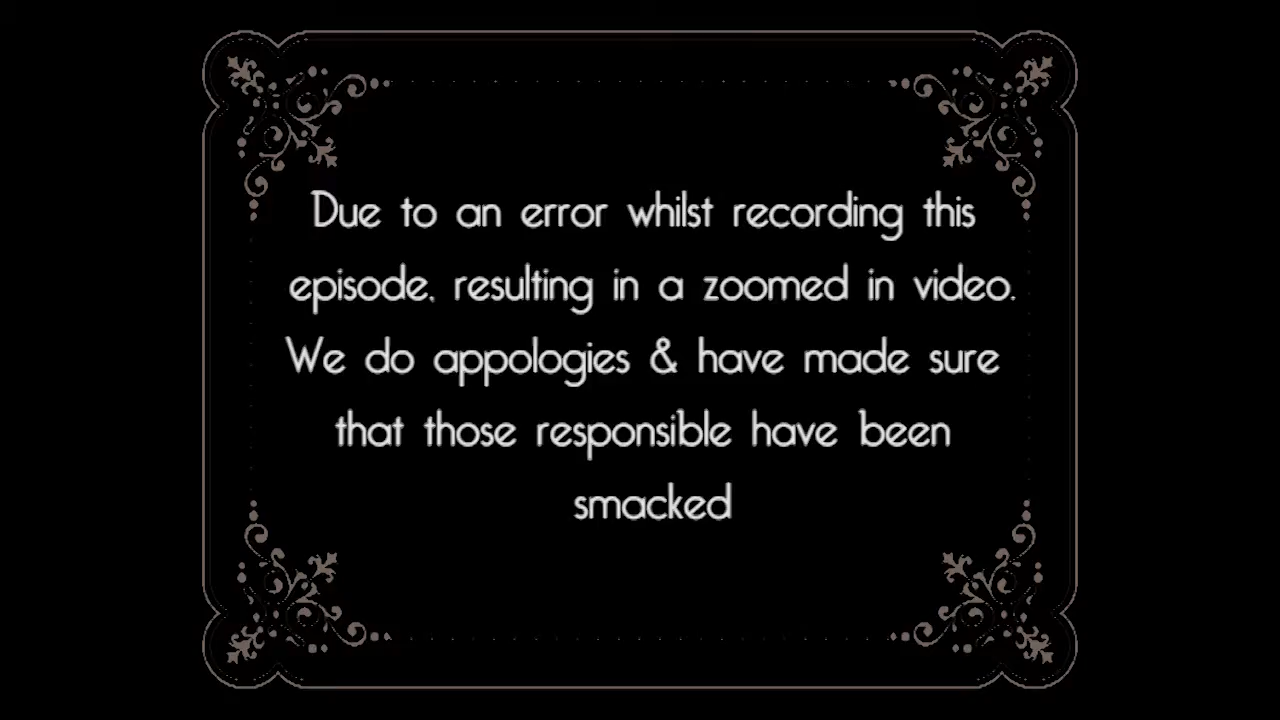 Due to an error whilst recording this
episode, resulting in a zoomed in video.
We do appologies & have made sure
that those responsible have been
smacked